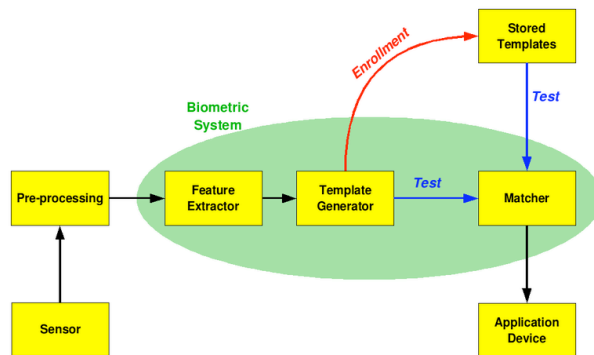 Stored
Templates
Enrollment
Test
Biometric
System
Pre-processing
Feature
Extractor
Template
Generator
Test
Matcher
Sensor
Application
Device